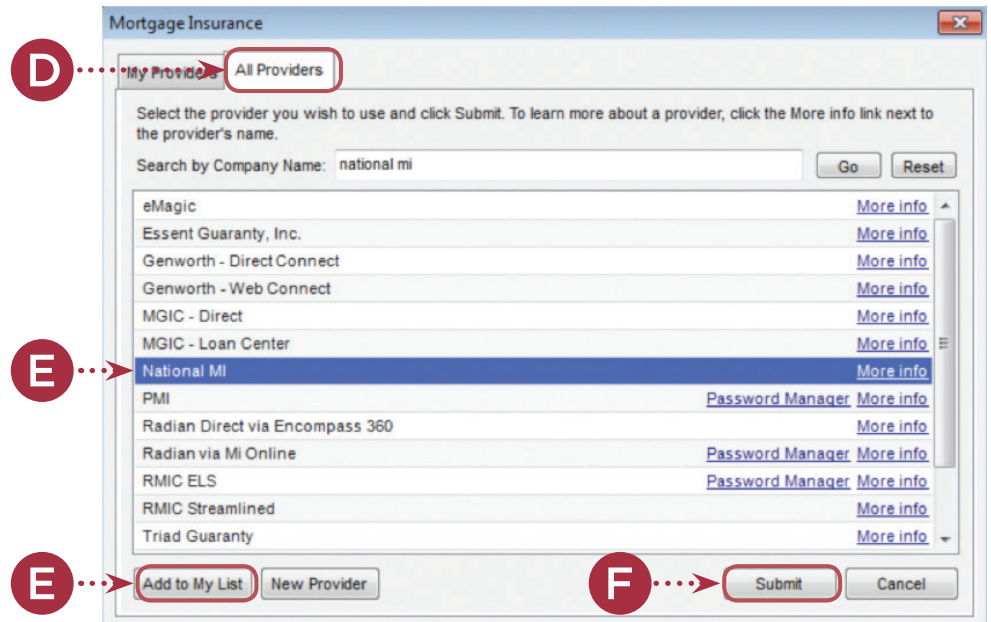 Mortgage Insurance
D
My Providers All Providers
Select the provider you wish to use and click Submit. To learn more about a provider, click the More info link next to
the provider's name.
Search by Company Name: national mi Go Reset
eMagic More info
Essent Guaranty, Inc. More info
Genworth - Direct Connect More info
Genworth - Web Connect More info
MGIC - Direct More info
MGIC - Loan Center More info
E National MI More info
PMI Password Manager More info
Radian Direct via Encompass 360 More info
Radian via Mi Online Password Manager More info
RMIC ELS Password Manager More info
RMIC Streamlined More info
Triad Guaranty More info
E Add to My List New Provider F Submit Cancel